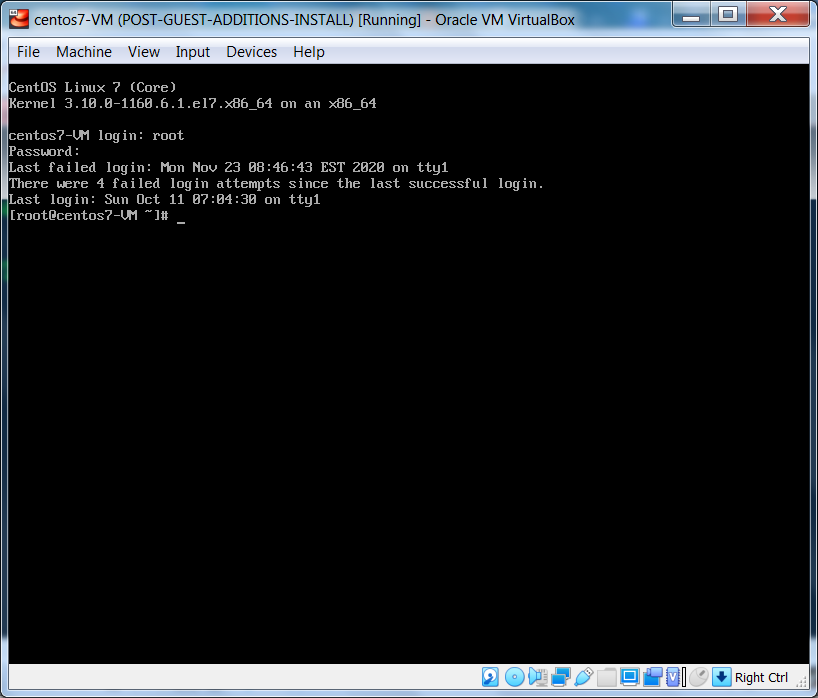 centos7-VM (POST-GUEST-ADDITIONS-INSTALL) [Running] - Oracle VM VirtualBox
File Machine View Input Devices Help
CentOS Linux 7 (Core)
Kernel 3.10.0-1160.6.1.el7.x86_64 on an x86_64
centos7-VM login: root
Password:
Last failed login: Mon Nov 23 08:46:43 EST 2020 on tty1
There were 4 failed login attempts since the last successful login.
Last login: Sun Oct 11 07:04:30 on tty1
[root@centos7-VM ~]# _
Right Ctrl